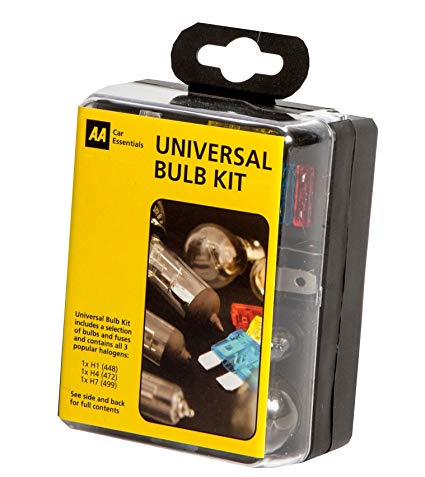 AA
Car
Essentials
UNIVERSAL
BULB KIT
Universal Bulb Kit
includes a selection
of bulbs and fuses
and contains all 3
popular halogens:
1x H1 (448)
1x H4 (472)
1x H7 (499)
See side and back
for full contents